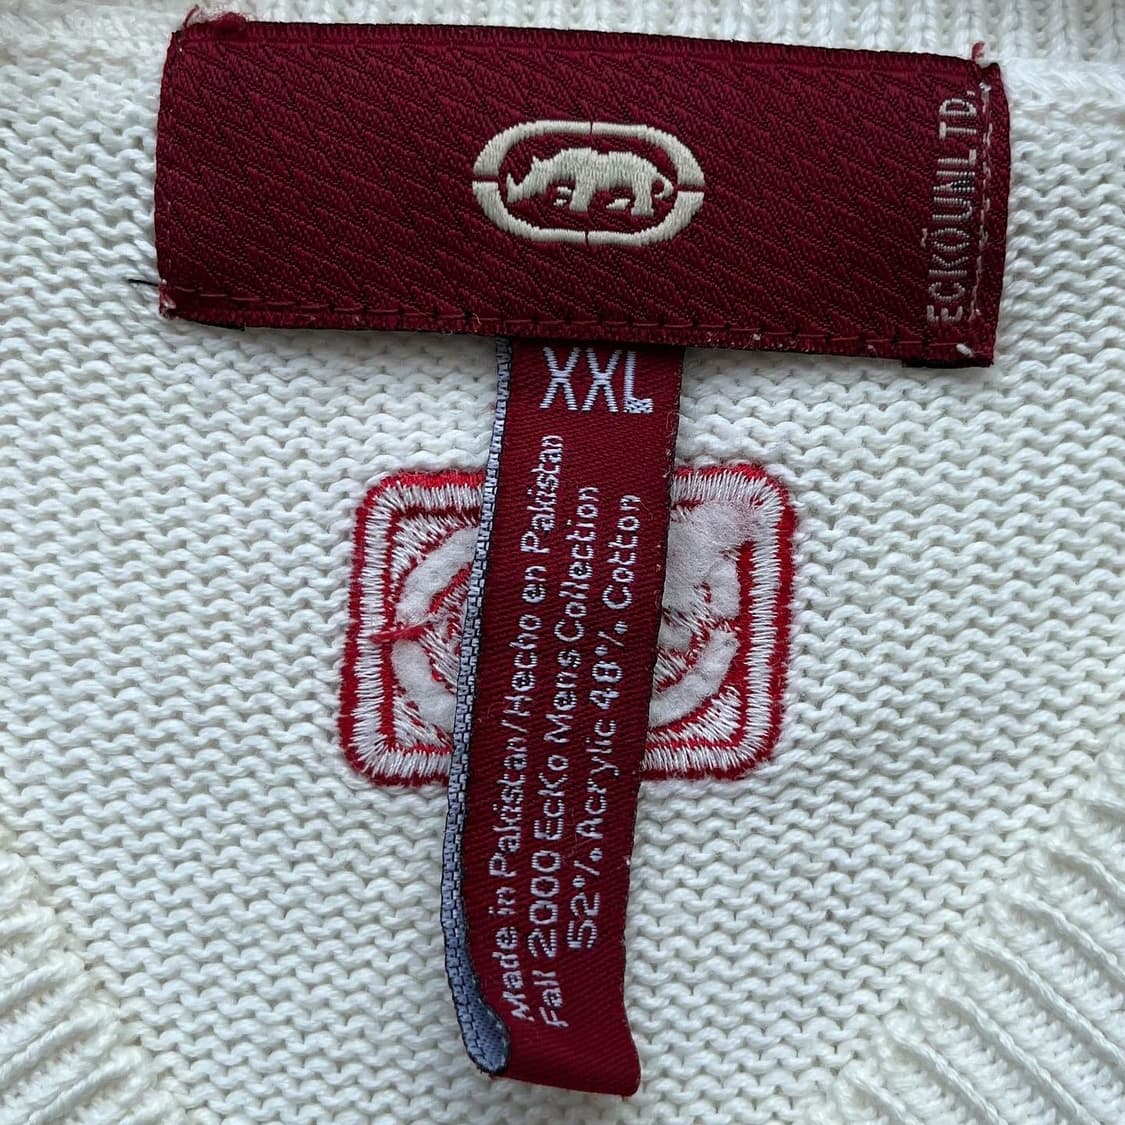 ECKŌUNLTD.
XXL
Made in Pakistan/Hecho en Pakistan
Fall 2000 Ecko Mens Collection
52% Acrylic 48% Cotton